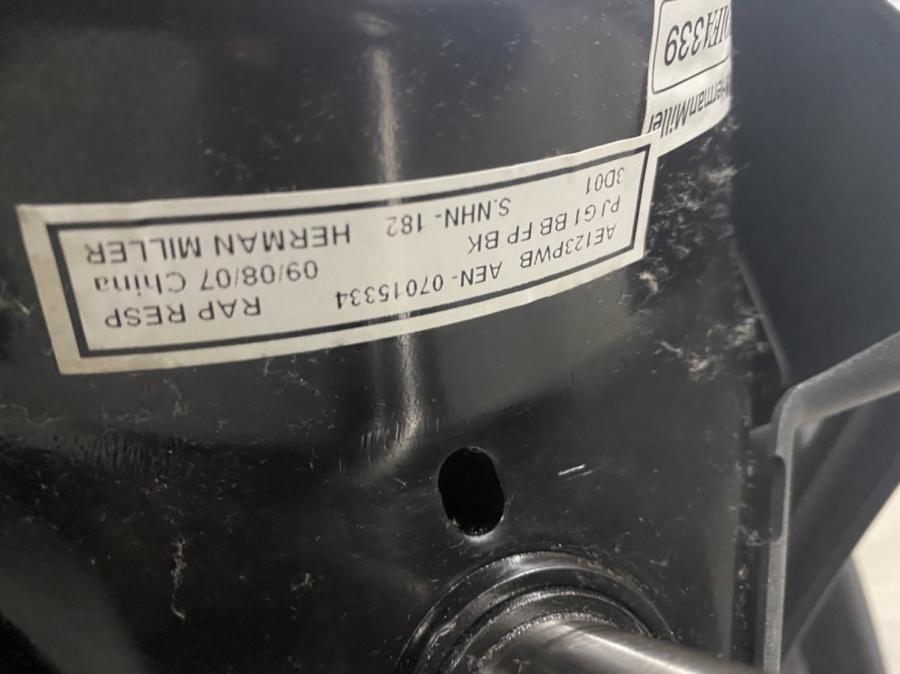 AE123PWB AEN- 07015334 RAP RESP
PJ G1 BB FP BK 09/08/07 China
3D01 S.NHN - 182 HERMAN MILLER
HermanMiller